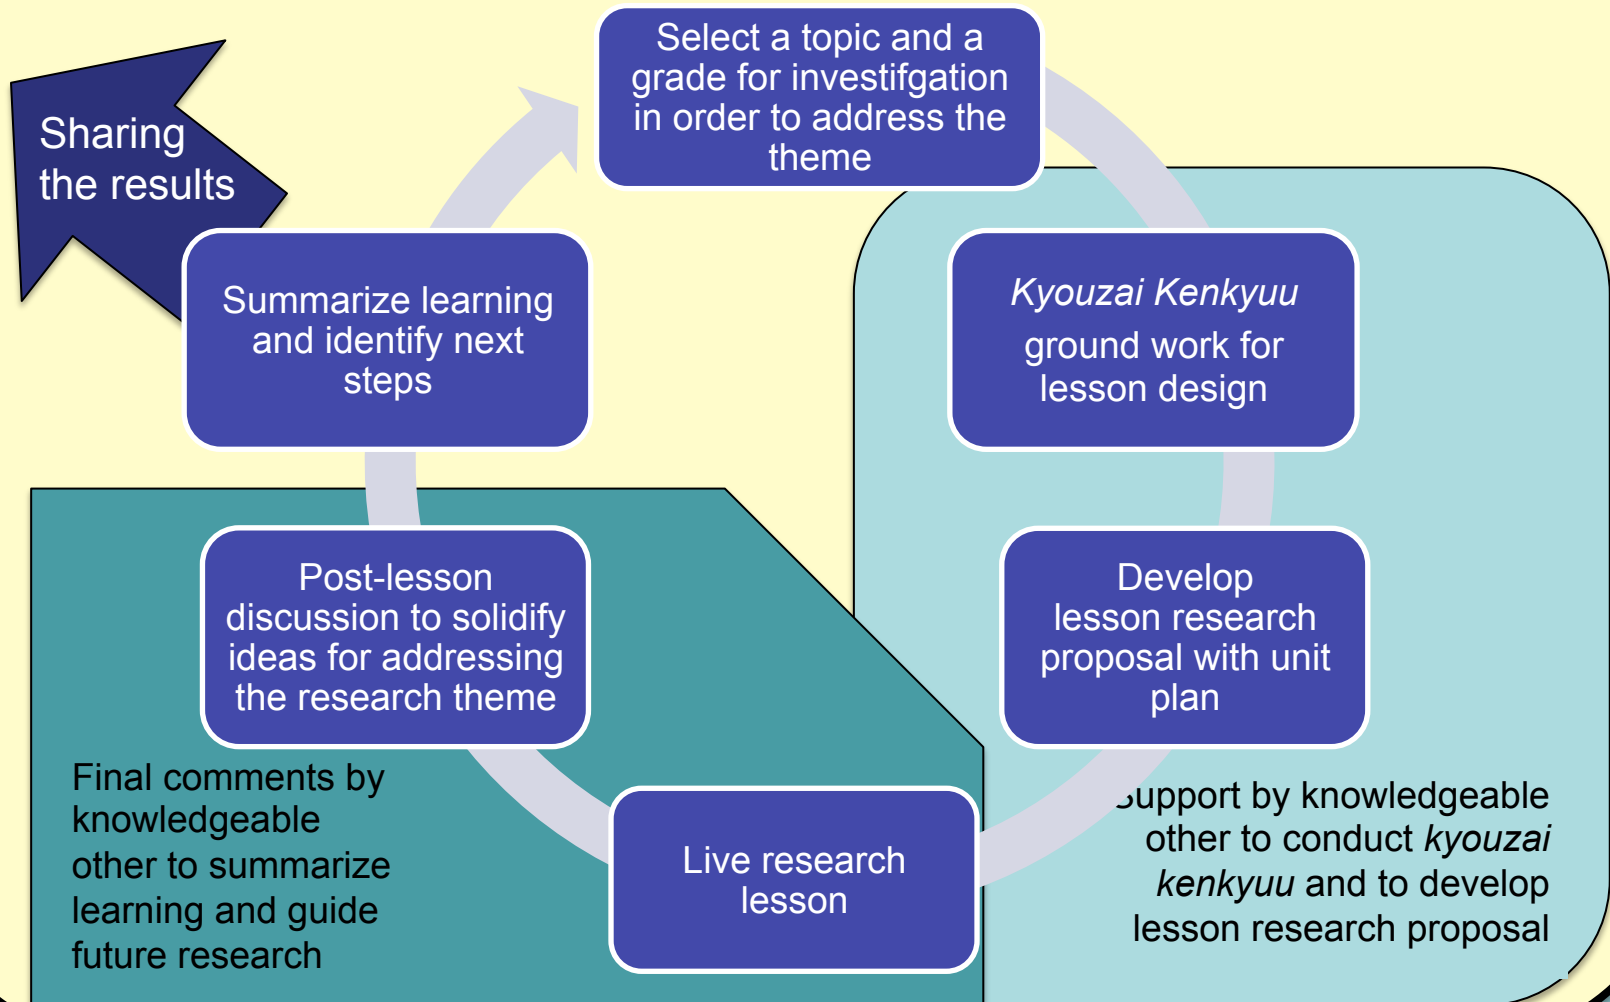 Select a topic and a
grade for investifgation
in order to address the
theme
Sharing
the results
Summarize learning
and identify next
steps
Kyouzai Kenkyuu
ground work for
lesson design
Post-lesson
discussion to solidify
ideas for addressing
the research theme
Develop
lesson research
proposal with unit
plan
Final comments by
knowledgeable
other to summarize
learning and guide
future research
Live research
lesson
Support by knowledgeable
other to conduct kyouzai
kenkyuu and to develop
lesson research proposal